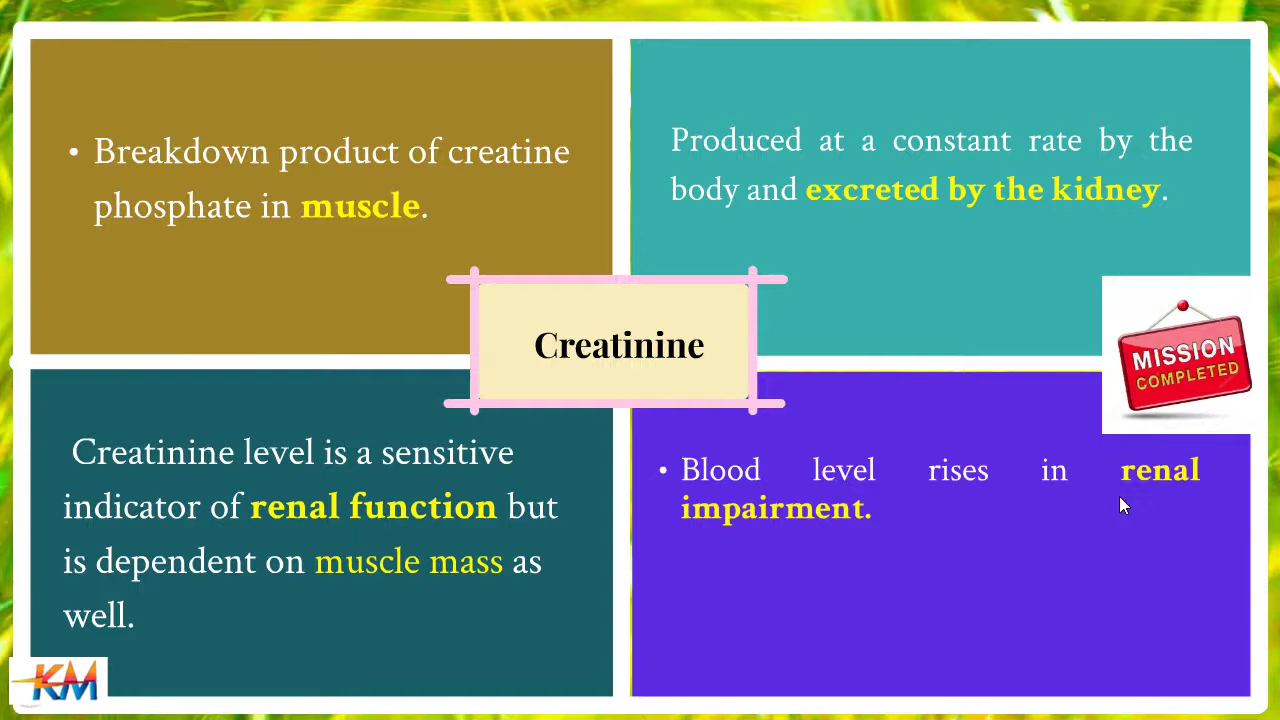 • Breakdown product of creatine
phosphate in muscle.
Produced at a constant rate by the
body and excreted by the kidney.
Creatinine
MISSION
COMPLETED
Creatinine level is a sensitive
indicator of renal function but
is dependent on muscle mass as
well.
• Blood level rises in renal
impairment.
KM